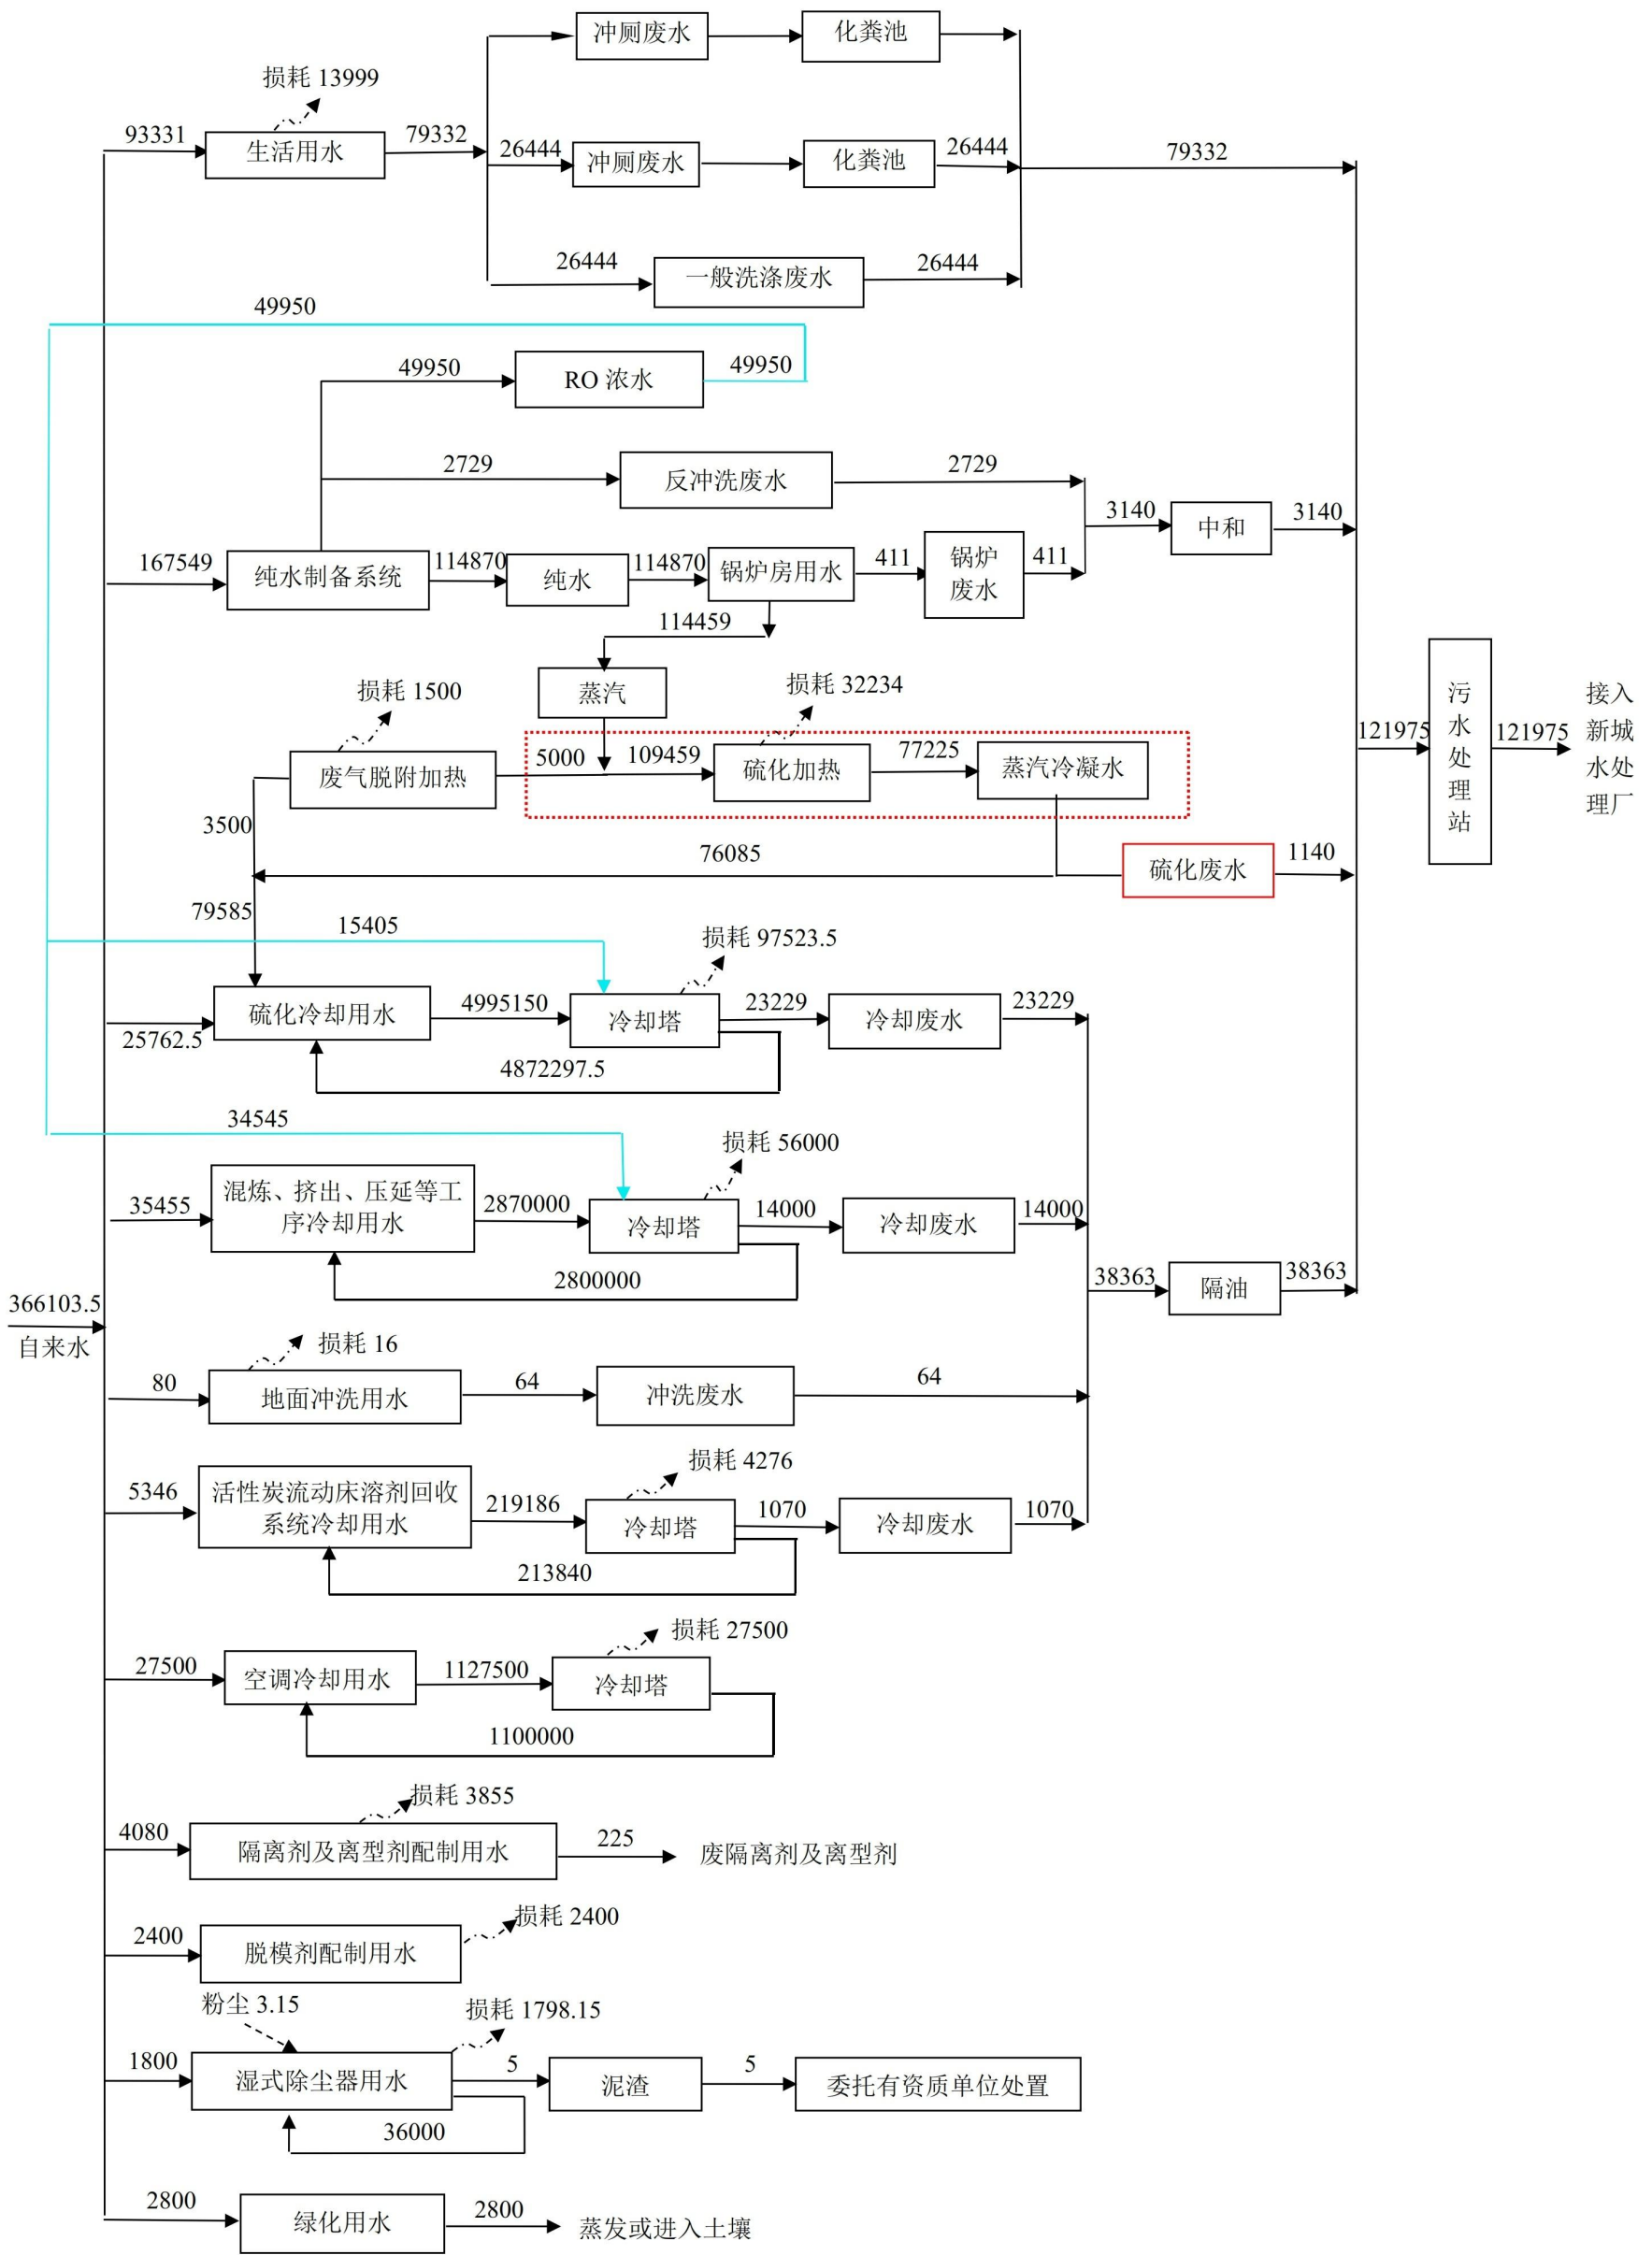 冲厕废水
化粪池
损耗 13999
93331
生活用水
79332
26444
冲厕废水
化粪池
26444
79332
26444
一般洗涤废水
26444
49950
49950
RO 浓水
49950
2729
反冲洗废水
2729
3140
中和
3140
167549
纯水制备系统
114870
纯水
114870
锅炉房用水
411
锅炉
废水
411
114459
蒸汽
损耗 1500
损耗 32234
废气脱附加热
5000
109459
硫化加热
77225
蒸汽冷凝水
121975
污
水
处
理
站
121975
接入
新城
水处
理厂
3500
76085
硫化废水
1140
79585
15405
损耗 97523.5
25762.5
硫化冷却用水
4995150
冷却塔
23229
冷却废水
23229
4872297.5
34545
损耗 56000
35455
混炼、挤出、压延等工
序冷却用水
2870000
冷却塔
14000
冷却废水
14000
2800000
38363
隔油
38363
366103.5
自来水
损耗 16
80
地面冲洗用水
64
冲洗废水
64
损耗 4276
5346
活性炭流动床溶剂回收
系统冷却用水
219186
冷却塔
1070
冷却废水
1070
213840
损耗 27500
27500
空调冷却用水
1127500
冷却塔
1100000
损耗 3855
4080
隔离剂及离型剂配制用水
225
废隔离剂及离型剂
损耗 2400
2400
脱模剂配制用水
粉尘 3.15
损耗 1798.15
1800
湿式除尘器用水
5
泥渣
5
委托有资质单位处置
36000
2800
绿化用水
2800
蒸发或进入土壤